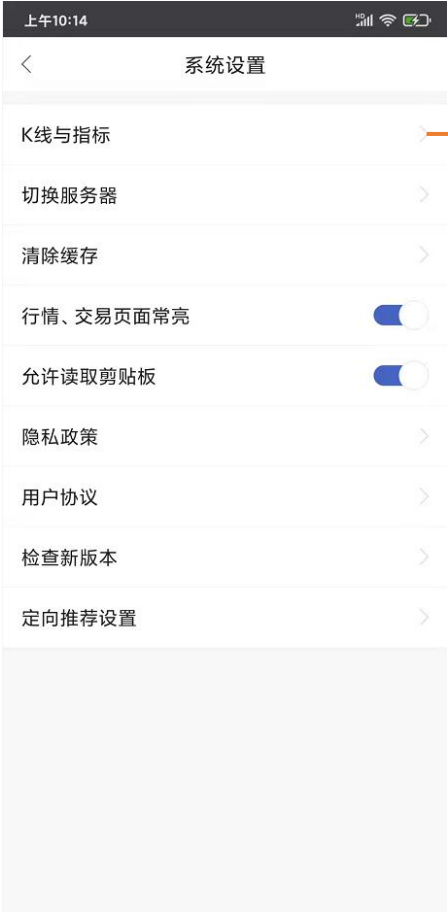 上午10:14
系统设置
K线与指标
切换服务器
清除缓存
行情、交易页面常亮
允许读取剪贴板
隐私政策
用户协议
检查新版本
定向推荐设置